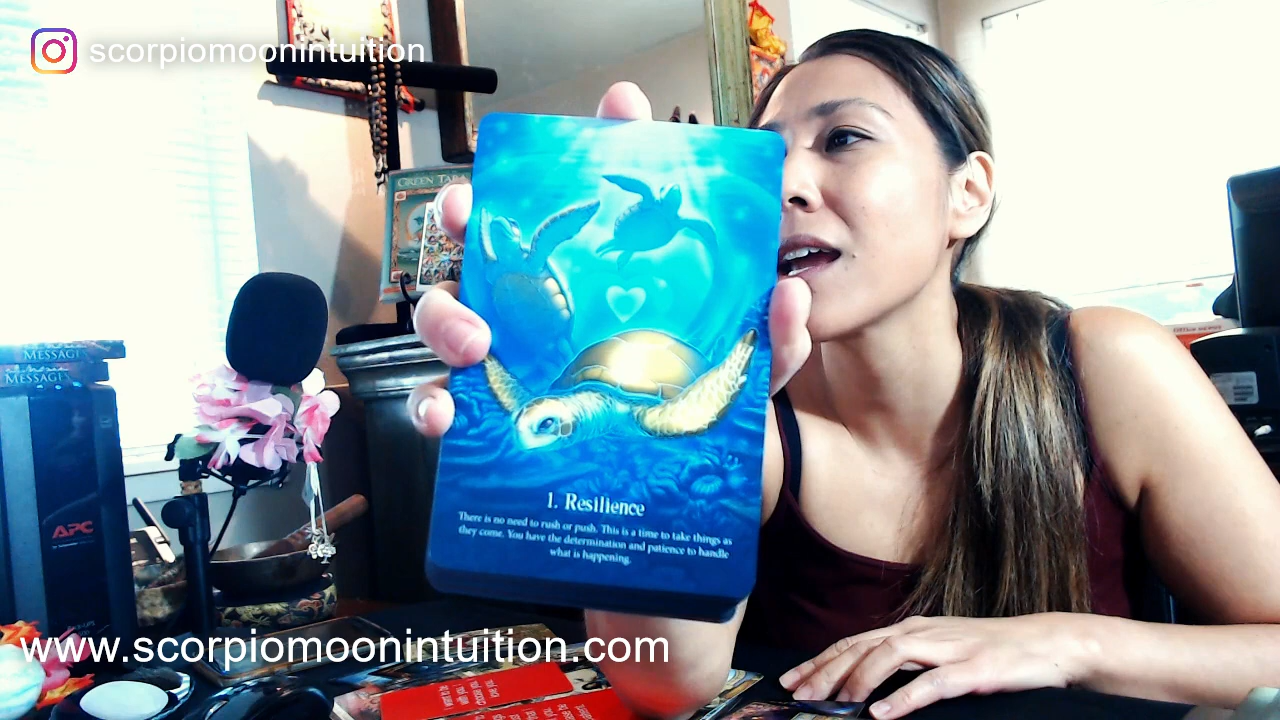 scorpiomoonintuition
GREEN TARA
MESSAGES
MESSAGES
APC
1. Resilience
There is no need to rush or push. This is a time to take things as
they come. You have the determination and patience to handle
what is happening.
www.scorpiomoonintuition.com